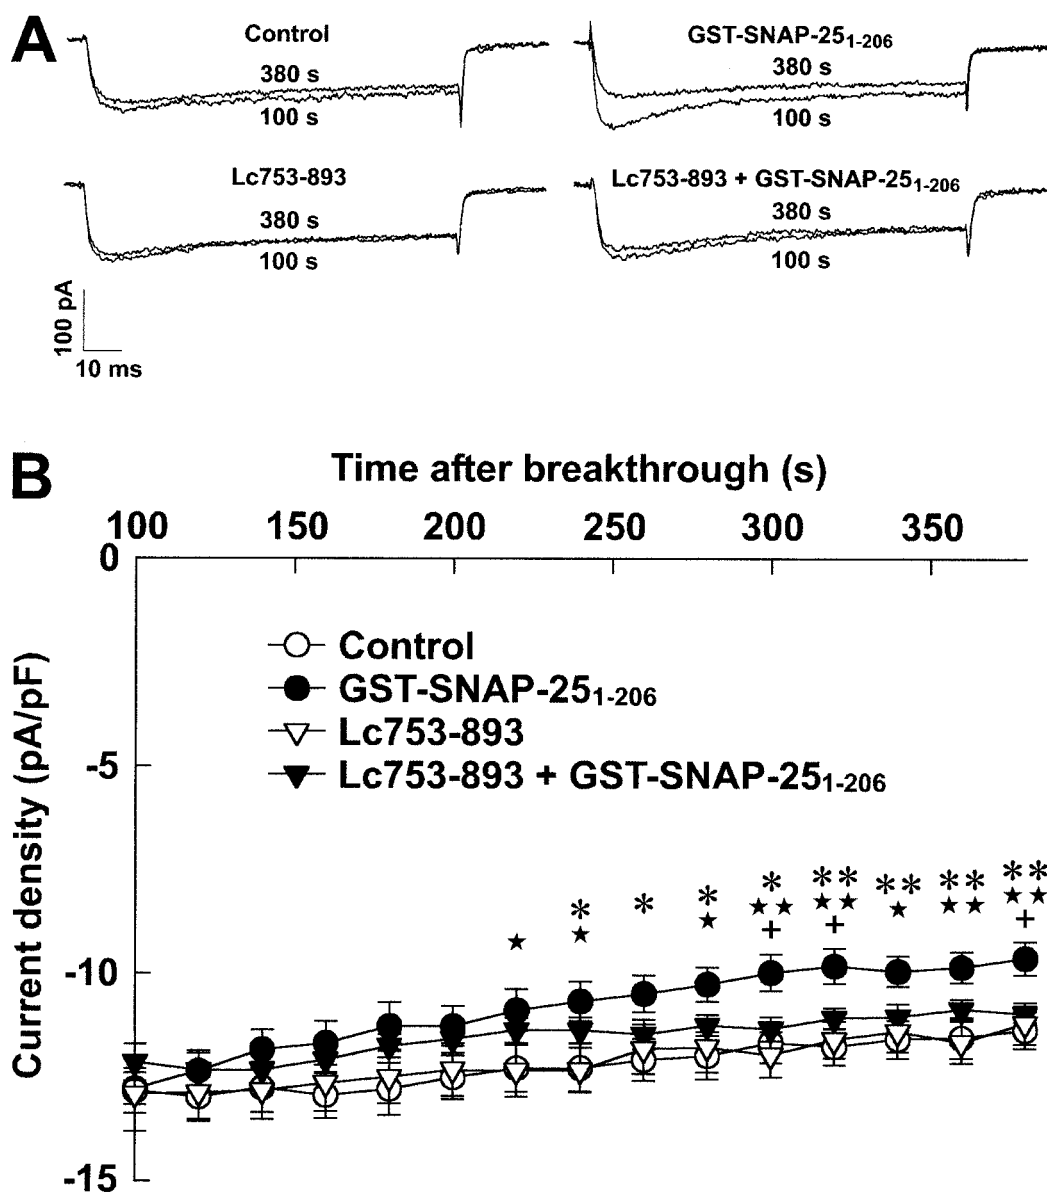 A
Control
380 s
100 s
GST-SNAP-25₁₋₂₀₆
380 s
100 s
Lc753-893
380 s
100 s
Lc753-893 + GST-SNAP-25₁₋₂₀₆
380 s
100 s
100 pA
10 ms
B
Time after breakthrough (s)
100 150 200 250 300 350
0
-5
-10
-15
Current density (pA/pF)
Control
GST-SNAP-25₁₋₂₀₆
Lc753-893
Lc753-893 + GST-SNAP-25₁₋₂₀₆
* * * * ** ** ** **
★ ★ ★ ★★ ★★ ★ ★★ ★★
+ + +